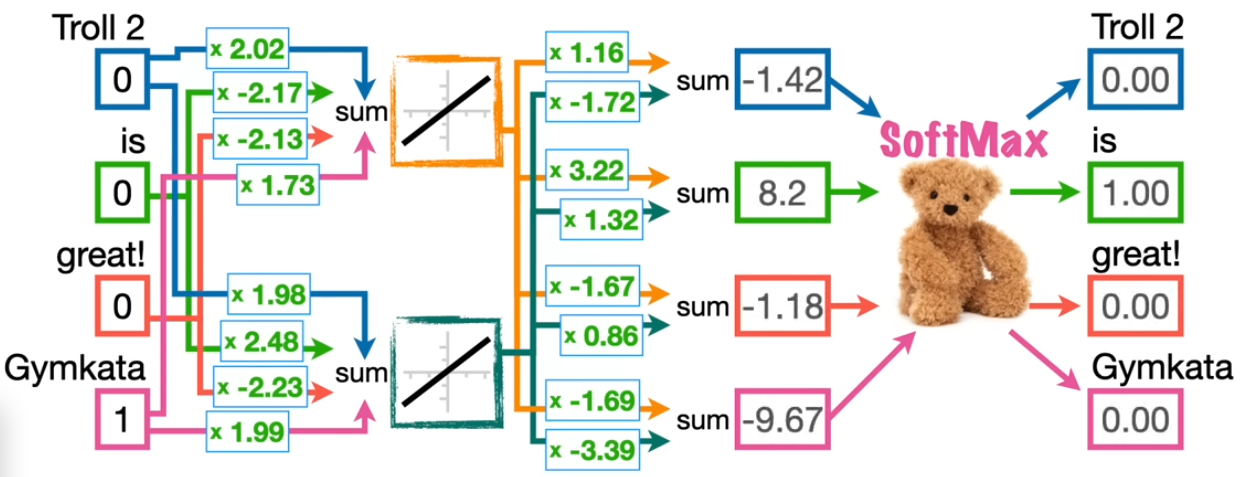 Troll 2
0
is
0
great!
0
Gymkata
1
x 2.02
x -2.17
x -2.13
x 1.73
sum
x 1.98
x 2.48
x -2.23
x 1.99
sum
x 1.16
x -1.72
x 3.22
x 1.32
x -1.67
x 0.86
x -1.69
x -3.39
sum
-1.42
sum
8.2
sum
-1.18
sum
-9.67
SoftMax
Troll 2
0.00
is
1.00
great!
0.00
Gymkata
0.00